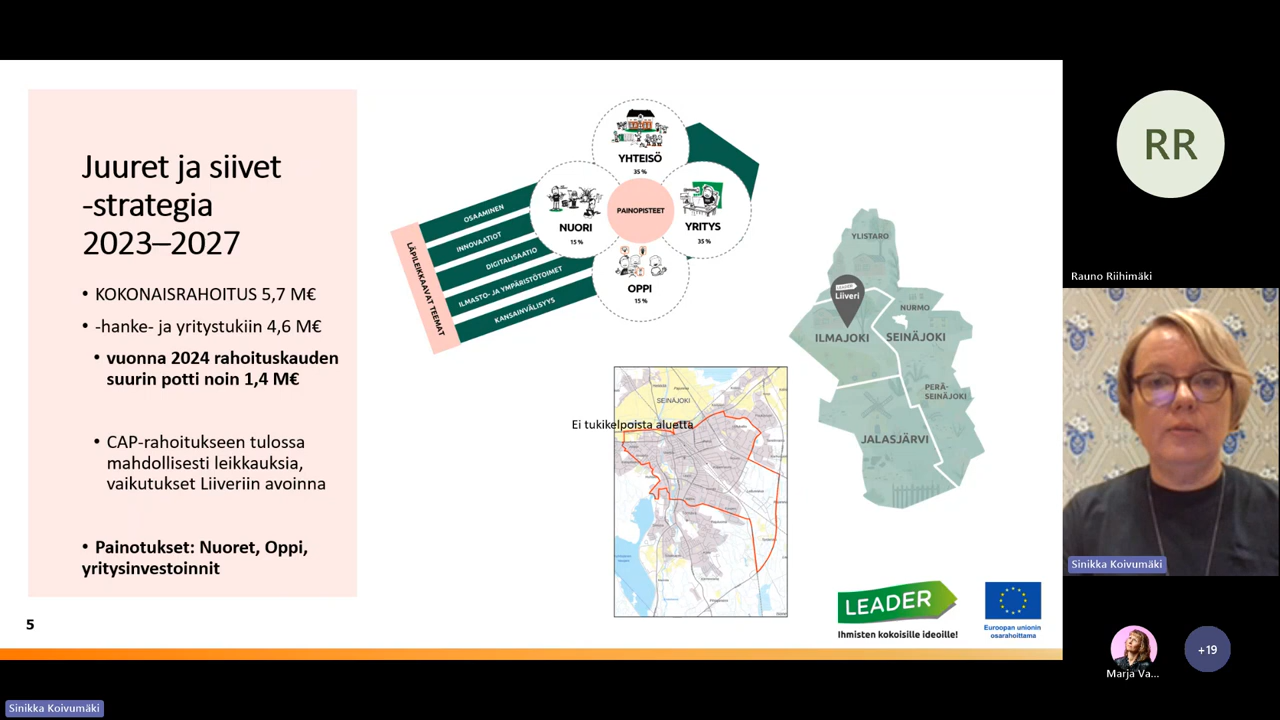 Juuret ja siivet
-strategia
2023–2027
• KOKONAISRAHOITUS 5,7 M€
• -hanke- ja yritystukiin 4,6 M€
• vuonna 2024 rahoituskauden
suurin potti noin 1,4 M€
• CAP-rahoitukseen tulossa
mahdollisesti leikkauksia,
vaikutukset Liiveriin avoinna
• Painotukset: Nuoret, Oppi,
yritysinvestoinnit
5
LÄPILEIKKAAVAT TEEMAT
OSAAMINEN
INNOVAATIOT
DIGITALISAATIO
ILMASTO- JA YMPÄRISTÖTOIMET
KANSAINVÄLISYYS
YHTEISÖ
35 %
NUORI
15 %
PAINOPISTEET
YRITYS
35 %
OPPI
15 %
SEINÄJOKI
Ei tukikelpoista aluetta
YLISTARO
LEADER
Liiveri
NURMO
ILMAJOKI
SEINÄJOKI
PERÄ-
SEINÄJOKI
JALASJÄRVI
LEADER
Ihmisten kokoisille ideoille!
Euroopan unionin
osarahoittama
RR
Rauno Riihimäki
Sinikka Koivumäki
Marja Va...
+19
Sinikka Koivumäki